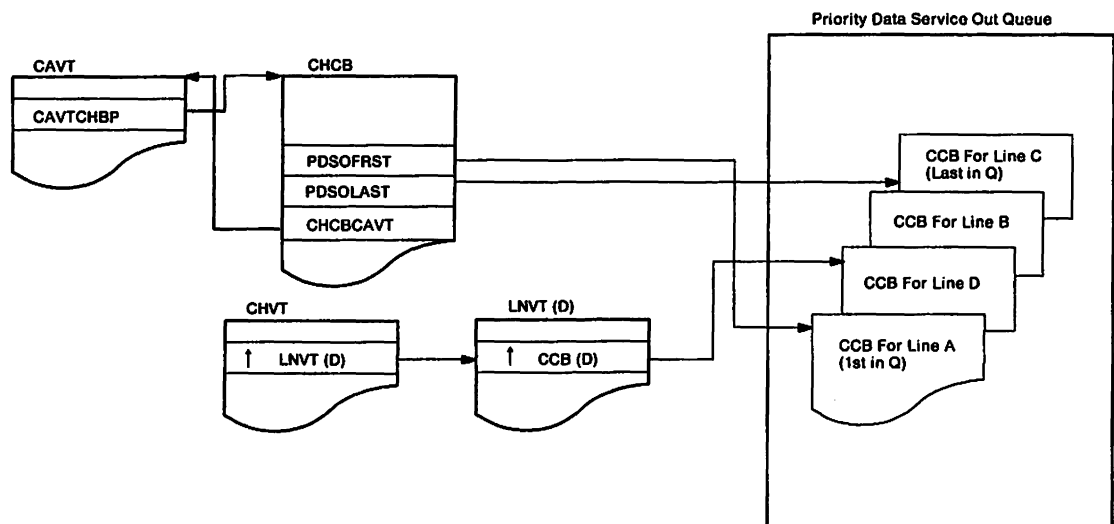 Priority Data Service Out Queue
CAVT
CHCB
CAVTCHBP
PDSOFRST
PDSOLAST
CHCBCAVT
CCB For Line C
(Last in Q)
CCB For Line B
CCB For Line D
CCB For Line A
(1st in Q)
CHVT
LNVT (D)
↑ LNVT (D)
↑ CCB (D)